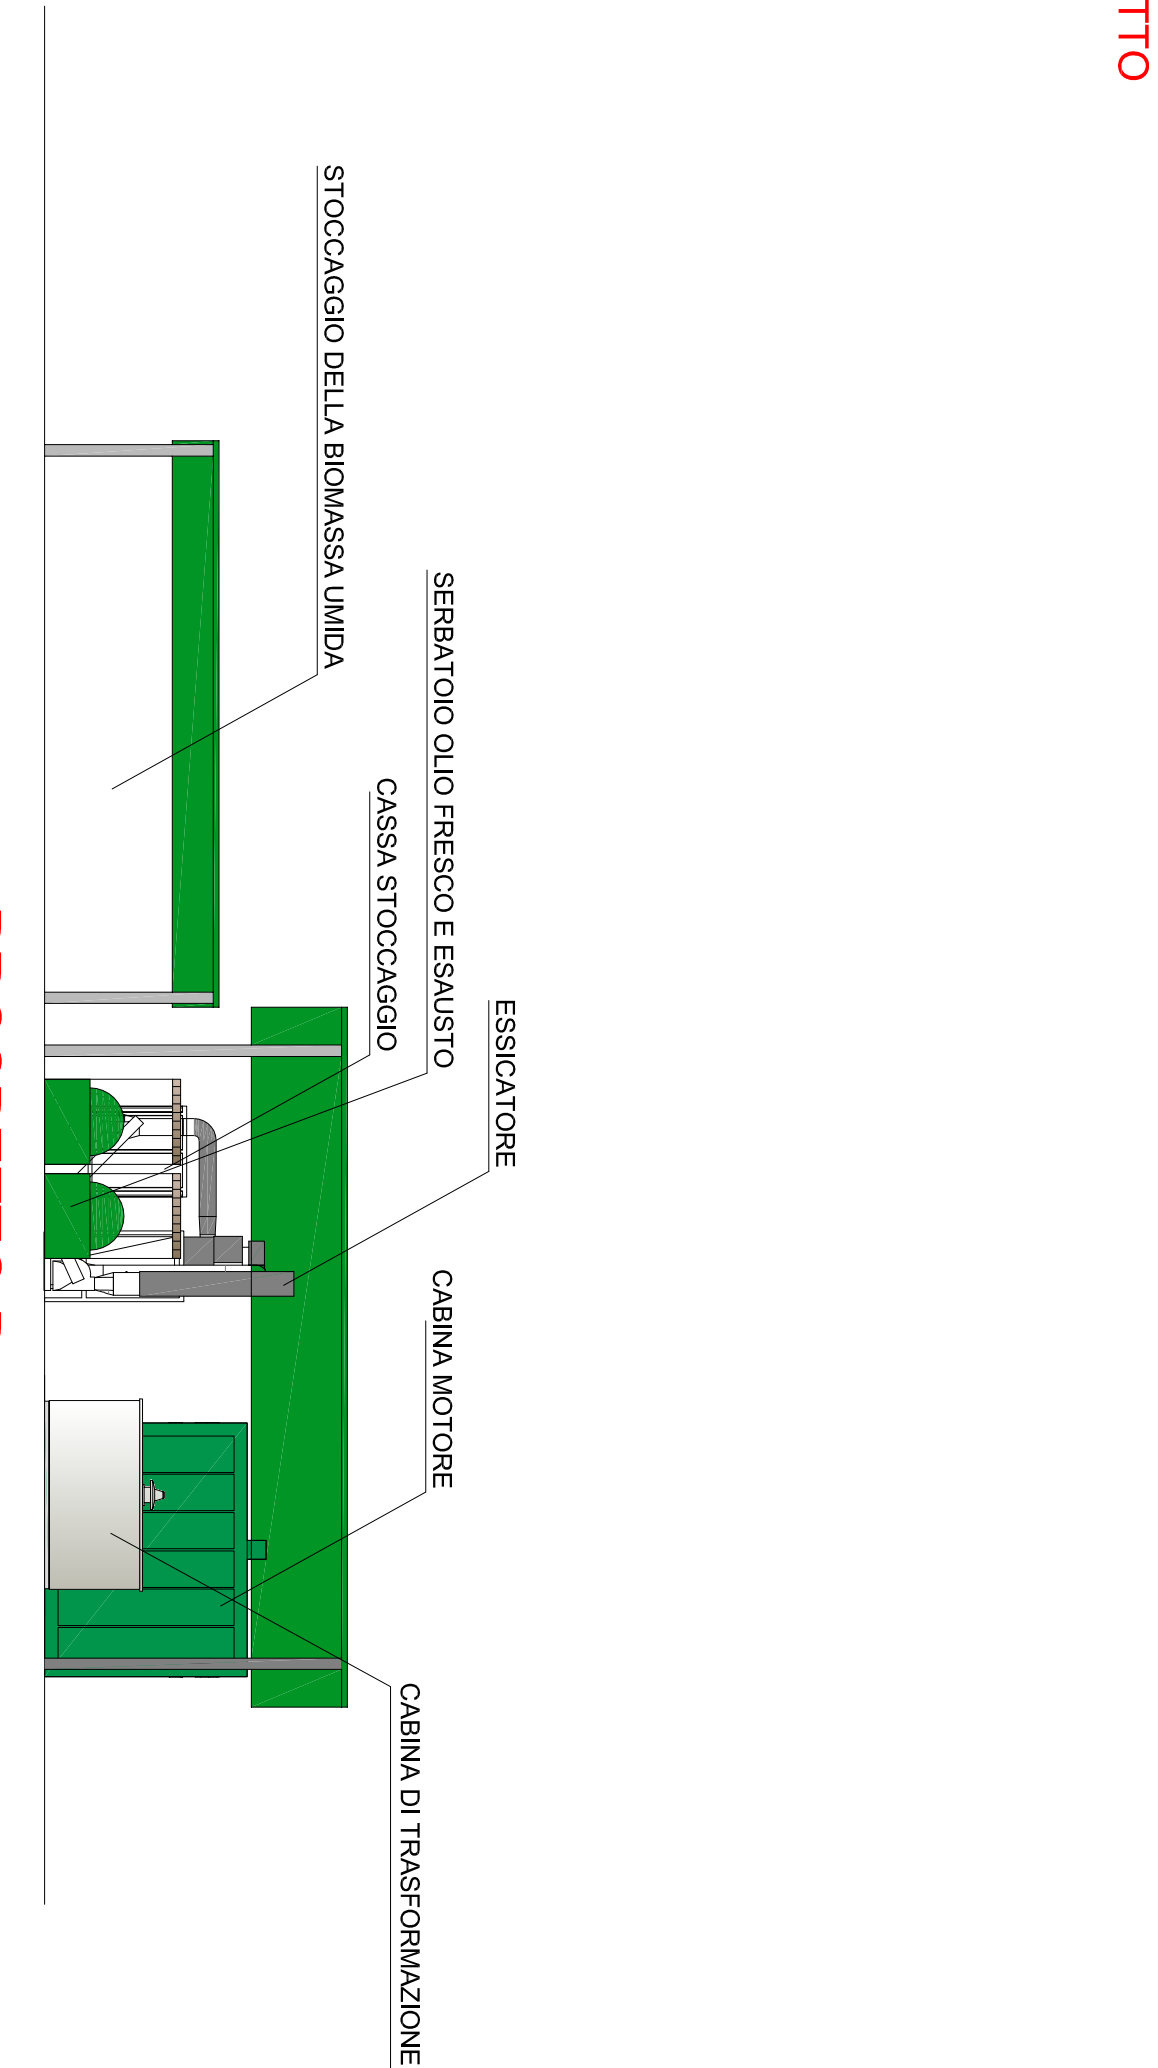 TTO
STOCCAGGIO DELLA BIOMASSA UMIDA
SERBATOIO OLIO FRESCO E ESAUSTO
CASSA STOCCAGGIO
ESSICATORE
CABINA MOTORE
CABINA DI TRASFORMAZIONE